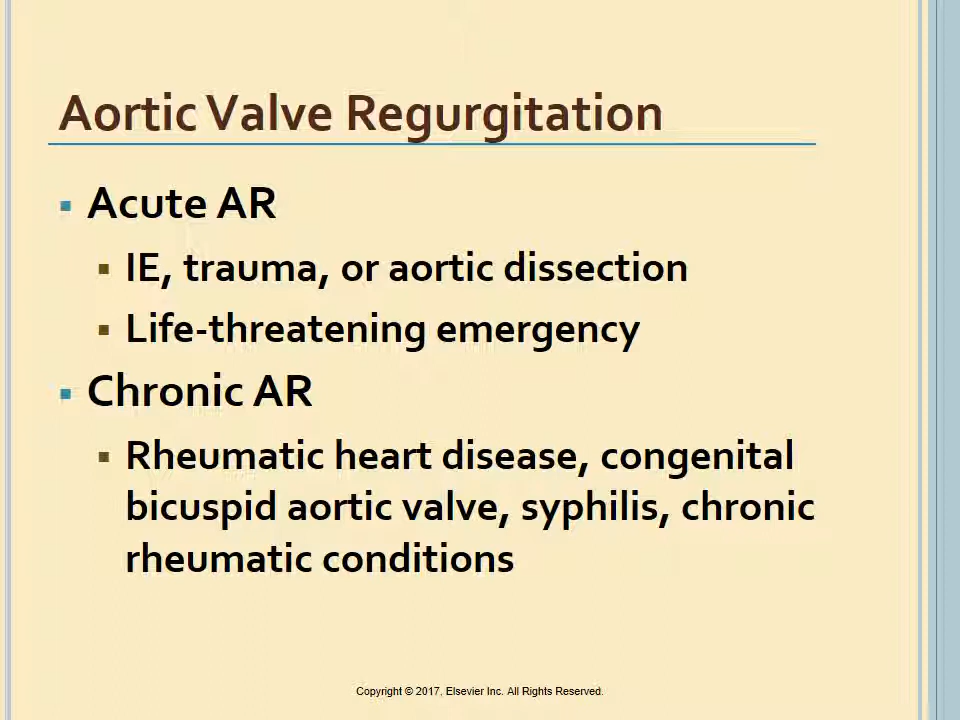 Aortic Valve Regurgitation
Acute AR
IE, trauma, or aortic dissection
Life-threatening emergency
Chronic AR
Rheumatic heart disease, congenital
bicuspid aortic valve, syphilis, chronic
rheumatic conditions
Copyright © 2017, Elsevier Inc. All Rights Reserved.